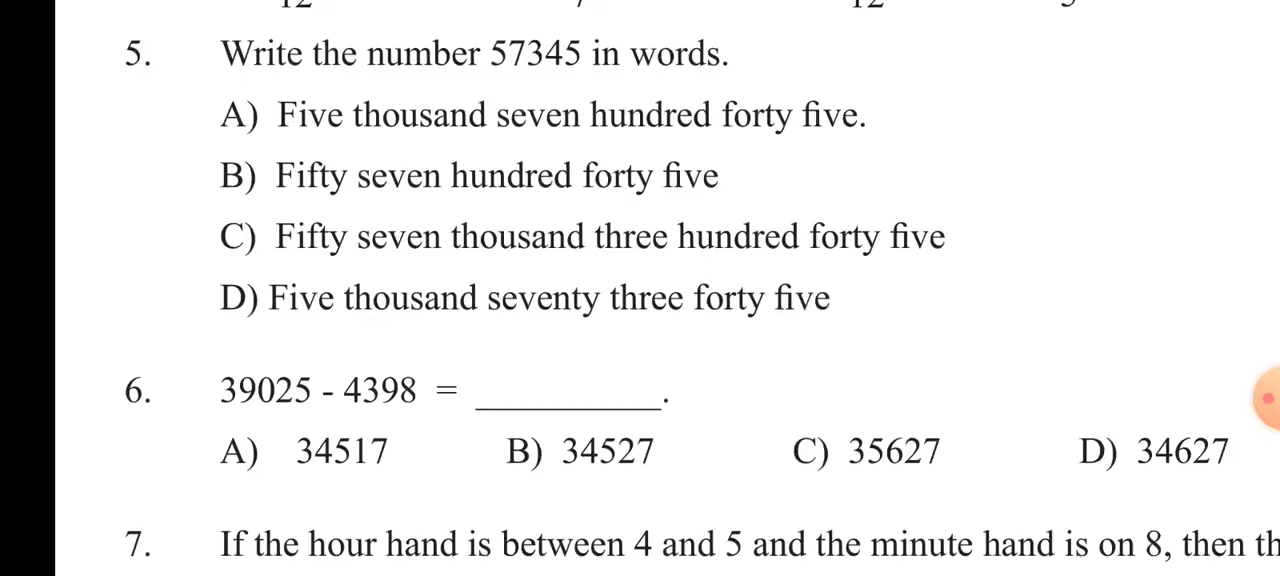 5. Write the number 57345 in words.
A) Five thousand seven hundred forty five.
B) Fifty seven hundred forty five
C) Fifty seven thousand three hundred forty five
D) Five thousand seventy three forty five
6. 39025 - 4398 = __________.
A) 34517 B) 34527 C) 35627 D) 34627
7. If the hour hand is between 4 and 5 and the minute hand is on 8, then